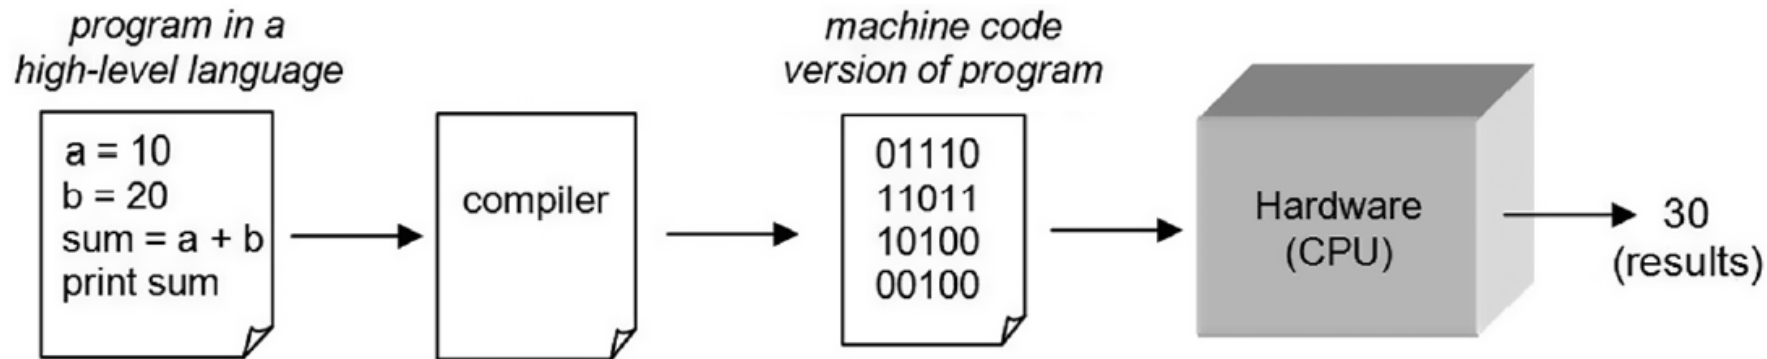 program in a
high-level language
a = 10
b = 20
sum = a + b
print sum
compiler
machine code
version of program
01110
11011
10100
00100
Hardware
(CPU)
30
(results)